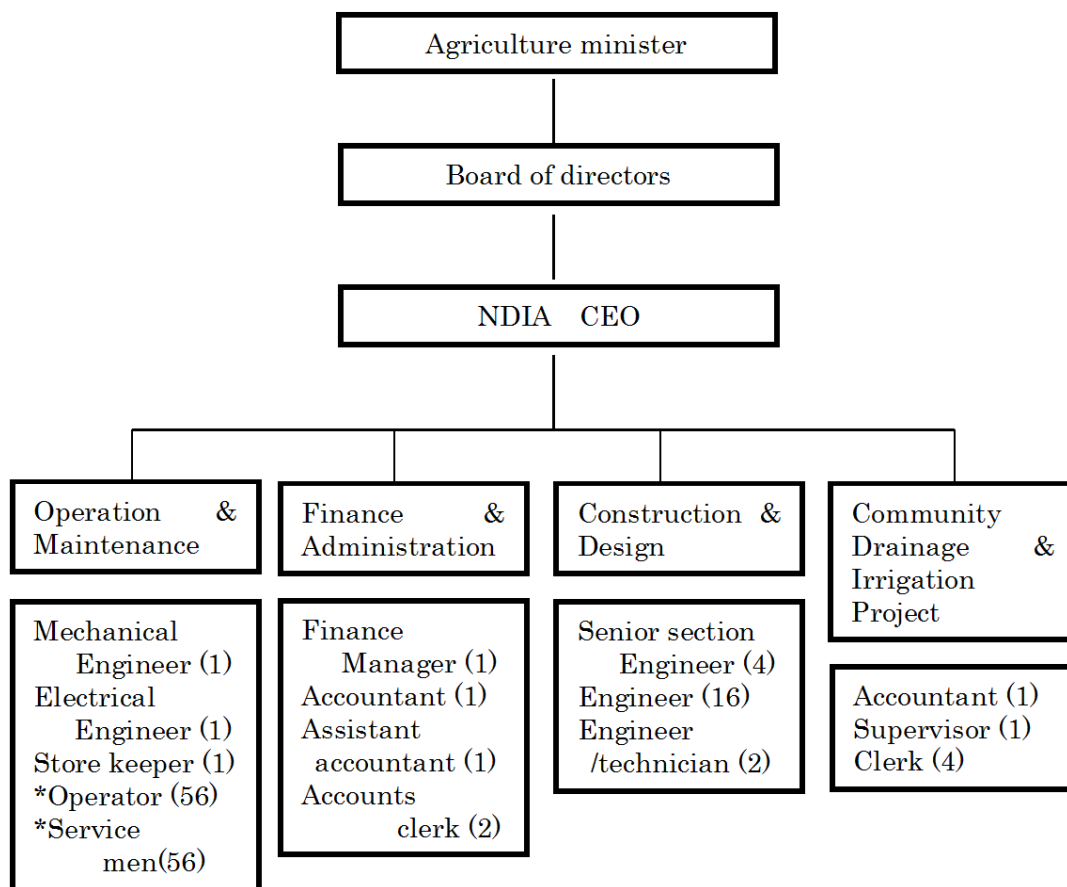 Agriculture minister
Board of directors
NDIA CEO
Operation &
Maintenance
Finance &
Administration
Construction &
Design
Community
Drainage &
Irrigation
Project
Mechanical
Engineer (1)
Electrical
Engineer (1)
Store keeper (1)
*Operator (56)
*Service
men(56)
Finance
Manager (1)
Accountant (1)
Assistant
accountant (1)
Accounts
clerk (2)
Senior section
Engineer (4)
Engineer (16)
Engineer
/technician (2)
Accountant (1)
Supervisor (1)
Clerk (4)